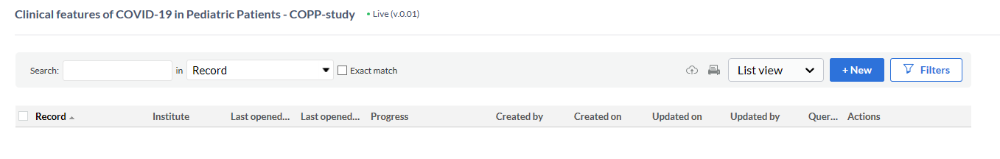 Clinical features of COVID-19 in Pediatric Patients - COPP-study • Live (v.0.01)
Search: in Record Exact match List view + New Filters
Record Institute Last opened... Last opened... Progress Created by Created on Updated on Updated by Quer... Actions